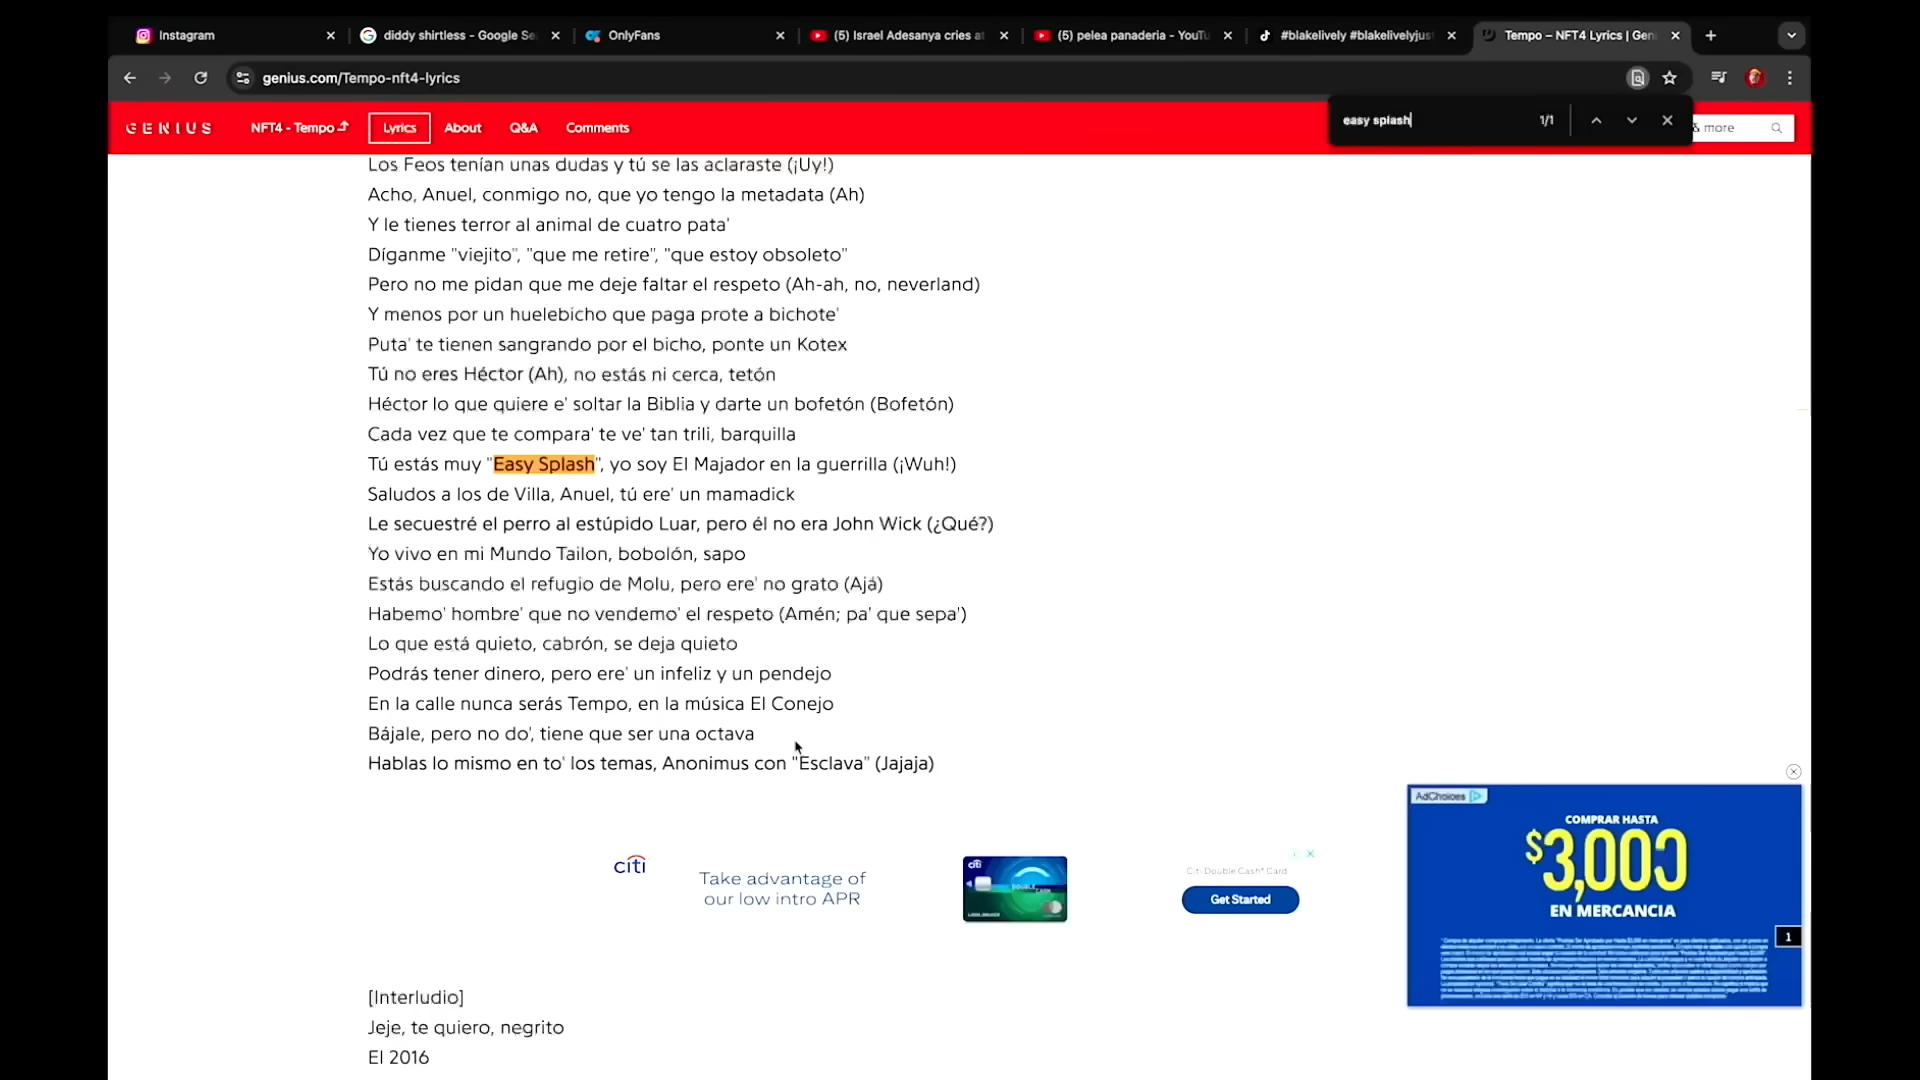 Instagram
diddy shirtless - Google Se
OnlyFans
(5) Israel Adesanya cries at
(5) pelea panaderia - YouTu
#blakelively #blakelivelyjus
Tempo – NFT4 Lyrics | Gen
genius.com/Tempo-nft4-lyrics
easy splash
1/1
GENIUS
NFT4 - Tempo
Lyrics
About
Q&A
Comments
& more
Los Feos tenían unas dudas y tú se las aclaraste (¡Uy!)
Acho, Anuel, conmigo no, que yo tengo la metadata (Ah)
Y le tienes terror al animal de cuatro pata'
Díganme "viejito", "que me retire", "que estoy obsoleto"
Pero no me pidan que me deje faltar el respeto (Ah-ah, no, neverland)
Y menos por un huelebicho que paga prote a bichote'
Puta' te tienen sangrando por el bicho, ponte un Kotex
Tú no eres Héctor (Ah), no estás ni cerca, tetón
Héctor lo que quiere e' soltar la Biblia y darte un bofetón (Bofetón)
Cada vez que te compara' te ve' tan trili, barquilla
Tú estás muy "Easy Splash", yo soy El Majador en la guerrilla (¡Wuh!)
Saludos a los de Villa, Anuel, tú ere' un mamadick
Le secuestré el perro al estúpido Luar, pero él no era John Wick (¿Qué?)
Yo vivo en mi Mundo Tailon, bobolón, sapo
Estás buscando el refugio de Molu, pero ere' no grato (Ajá)
Habemo' hombre' que no vendemo' el respeto (Amén; pa' que sepa')
Lo que está quieto, cabrón, se deja quieto
Podrás tener dinero, pero ere' un infeliz y un pendejo
En la calle nunca serás Tempo, en la música El Conejo
Bájale, pero no do', tiene que ser una octava
Hablas lo mismo en to' los temas, Anonimus con "Esclava" (Jajaja)
citi
Take advantage of
our low intro APR
citi
DOUBLE
Citi Double Cash® Card
Get Started
AdChoices
COMPRAR HASTA
$3,000
EN MERCANCIA
1
[Interludio]
Jeje, te quiero, negrito
El 2016